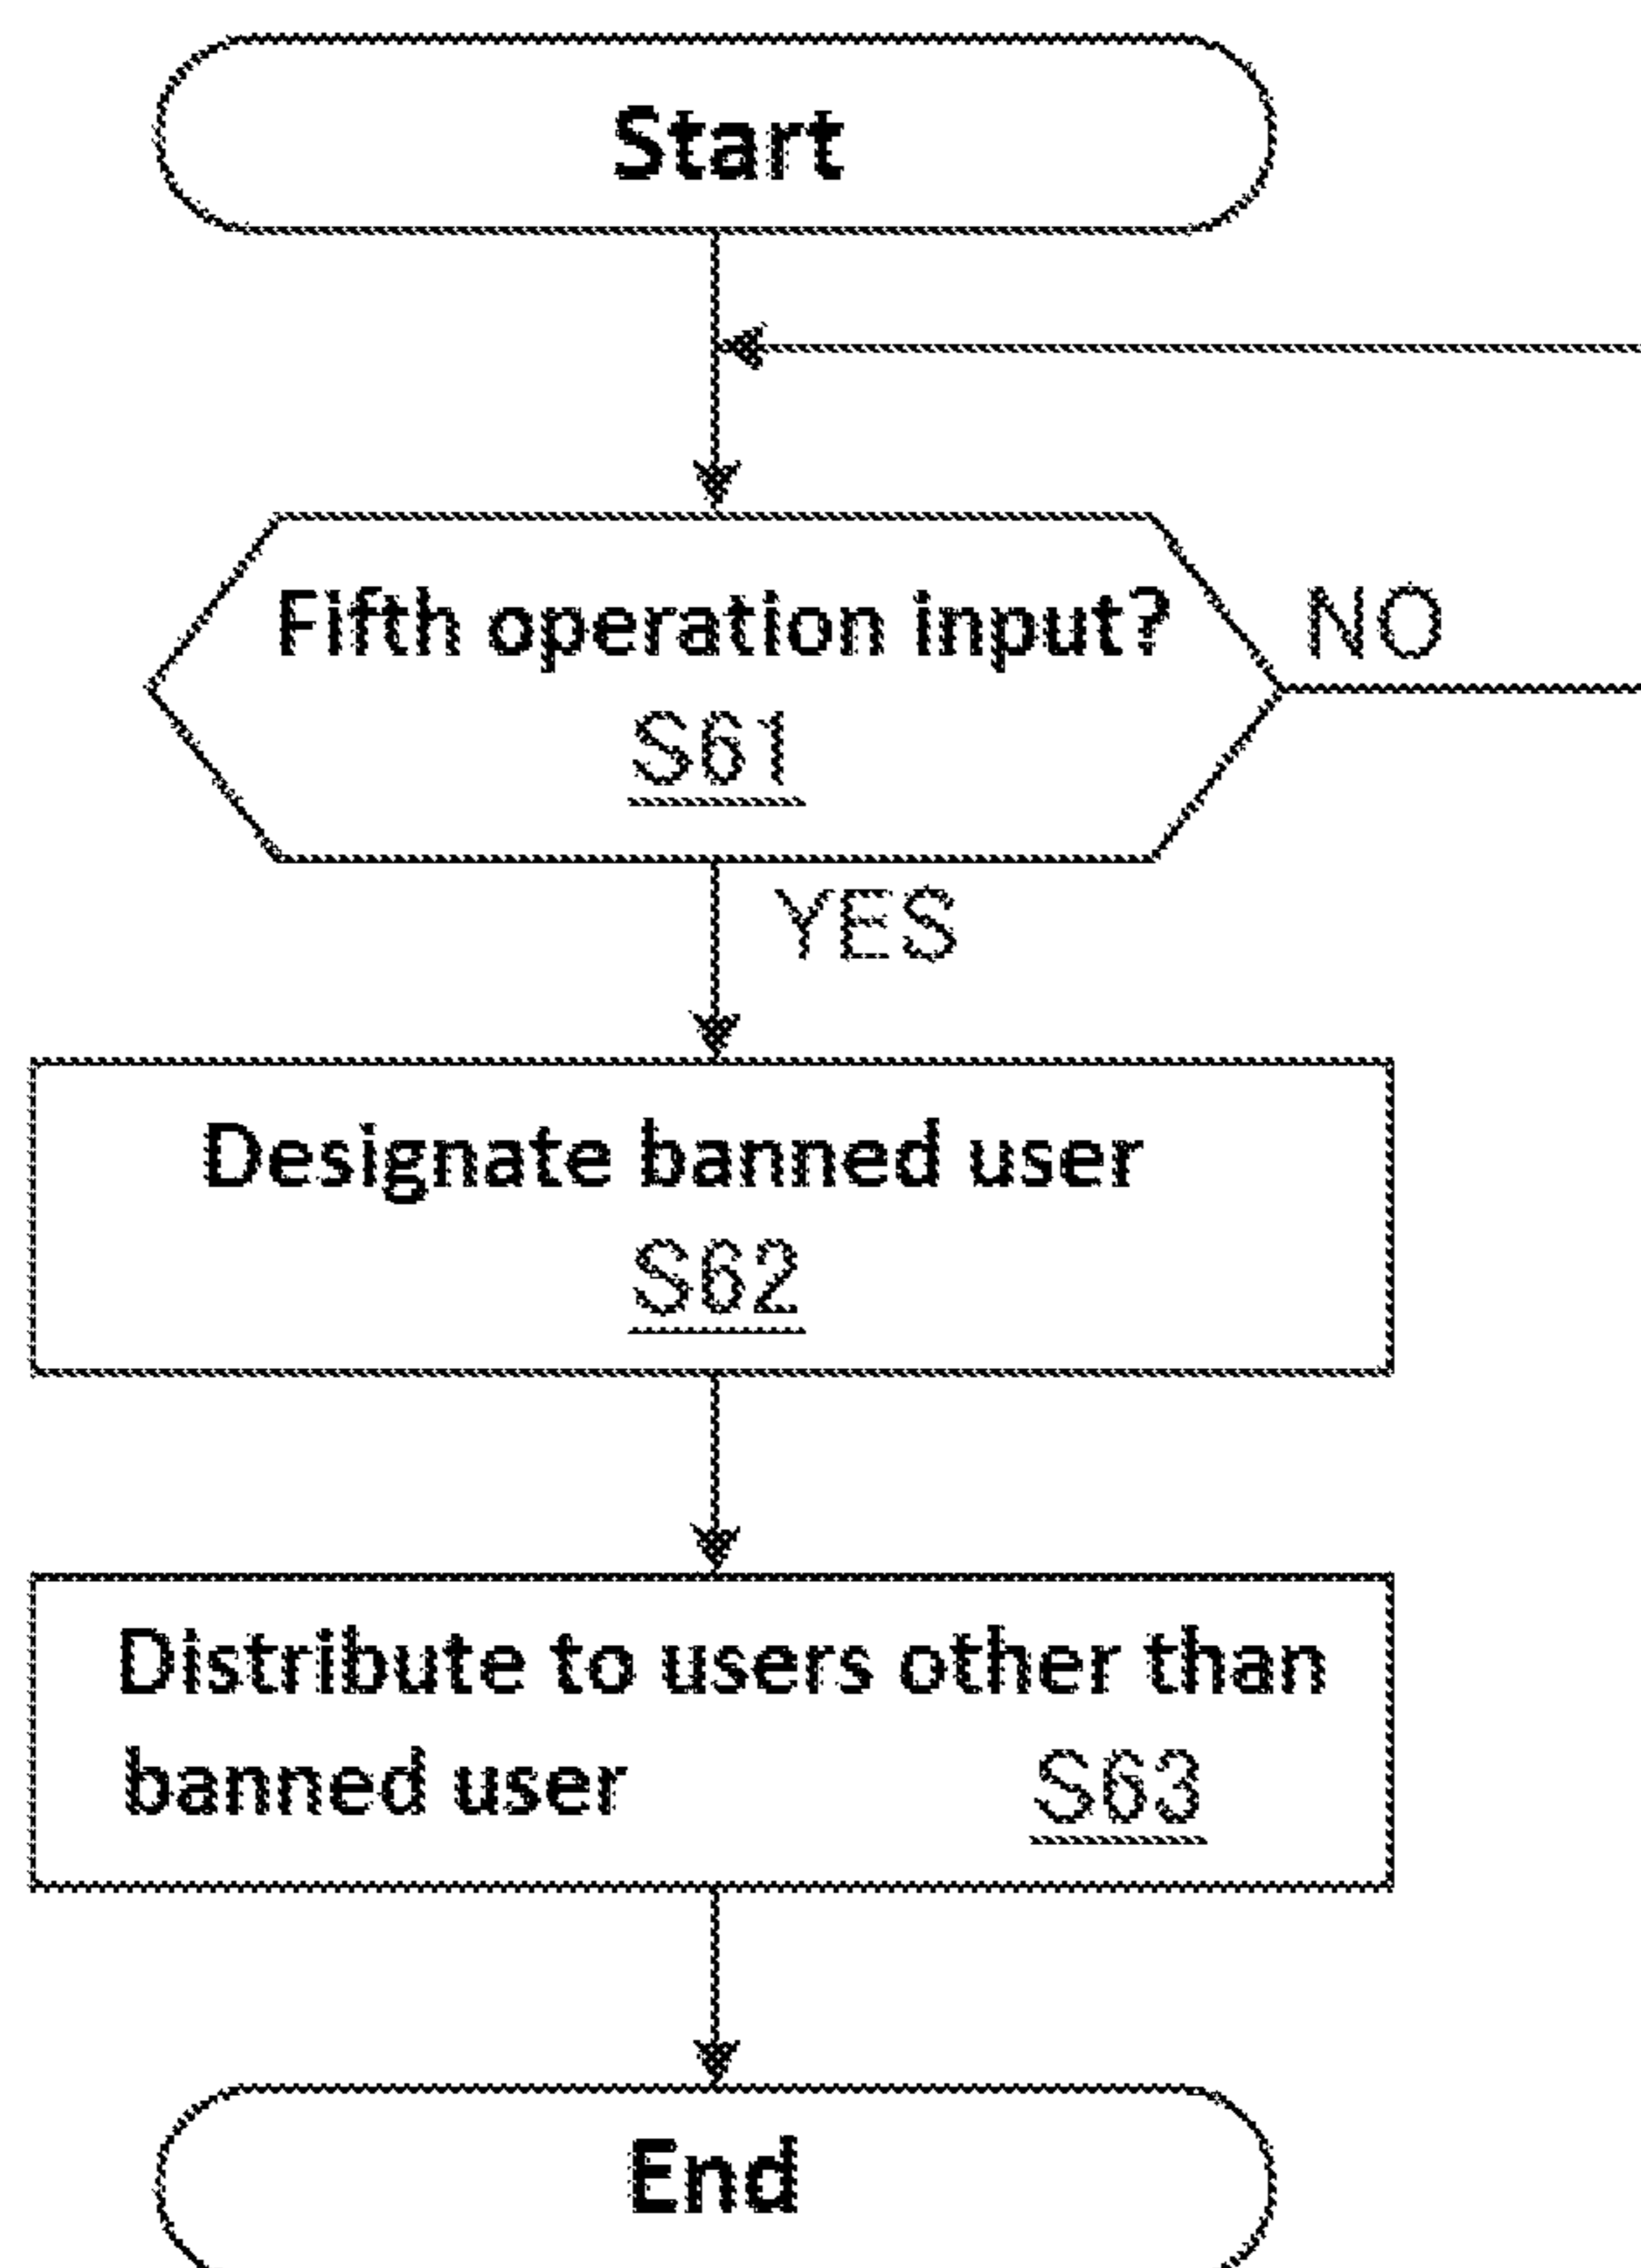 Start
Fifth operation input?
NO
S61
YES
Designate banned user
S62
Distribute to users other than
banned user S63
End